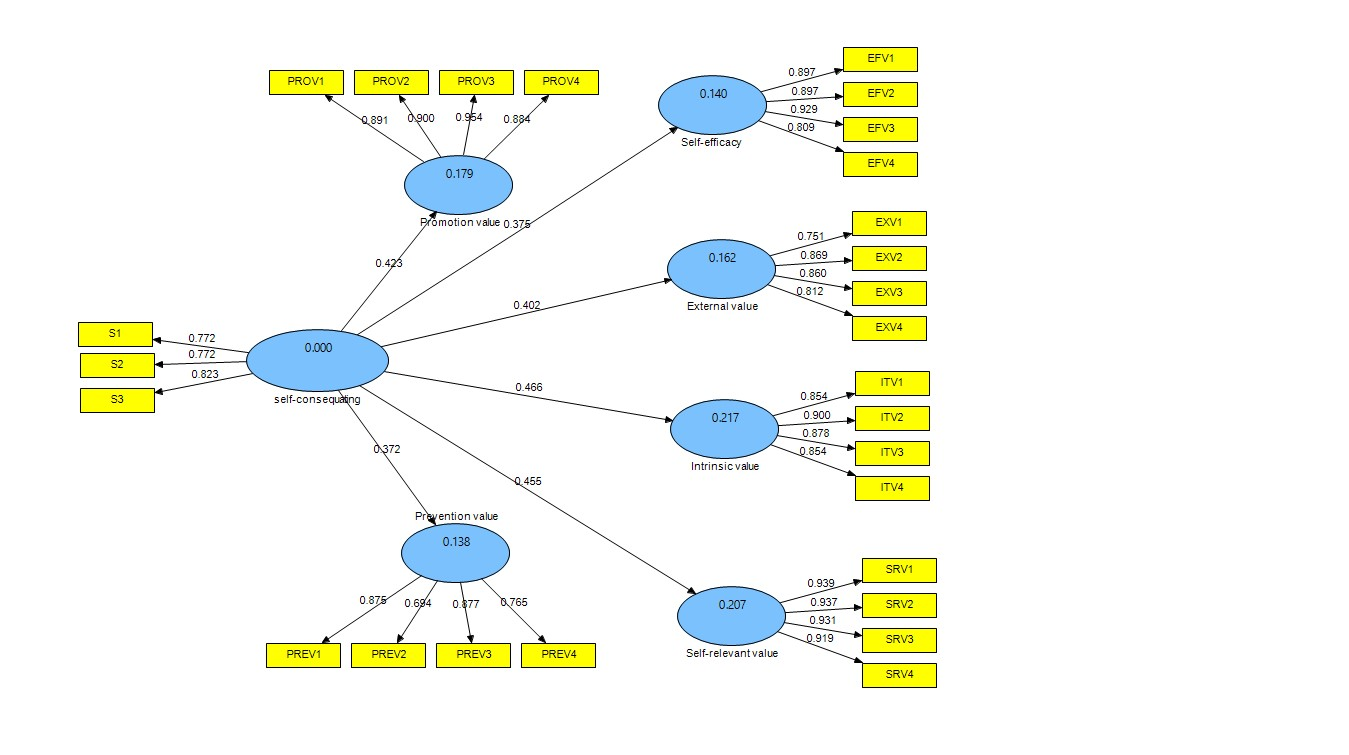 PROV1 PROV2 PROV3 PROV4
0.891 0.900 0.954 0.884
0.179
Promotion value
0.423
0.140
Self-efficacy
0.375
0.897
0.897
0.929
0.809
EFV1
EFV2
EFV3
EFV4
0.162
External value
0.402
0.751
0.869
0.860
0.812
EXV1
EXV2
EXV3
EXV4
S1
S2
S3
0.772
0.772
0.823
0.000
self-consequating
0.466
0.217
Intrinsic value
0.854
0.900
0.878
0.854
ITV1
ITV2
ITV3
ITV4
0.372
Prevention value
0.138
0.875 0.694 0.877 0.765
PREV1 PREV2 PREV3 PREV4
0.455
0.207
Self-relevant value
0.939
0.937
0.931
0.919
SRV1
SRV2
SRV3
SRV4